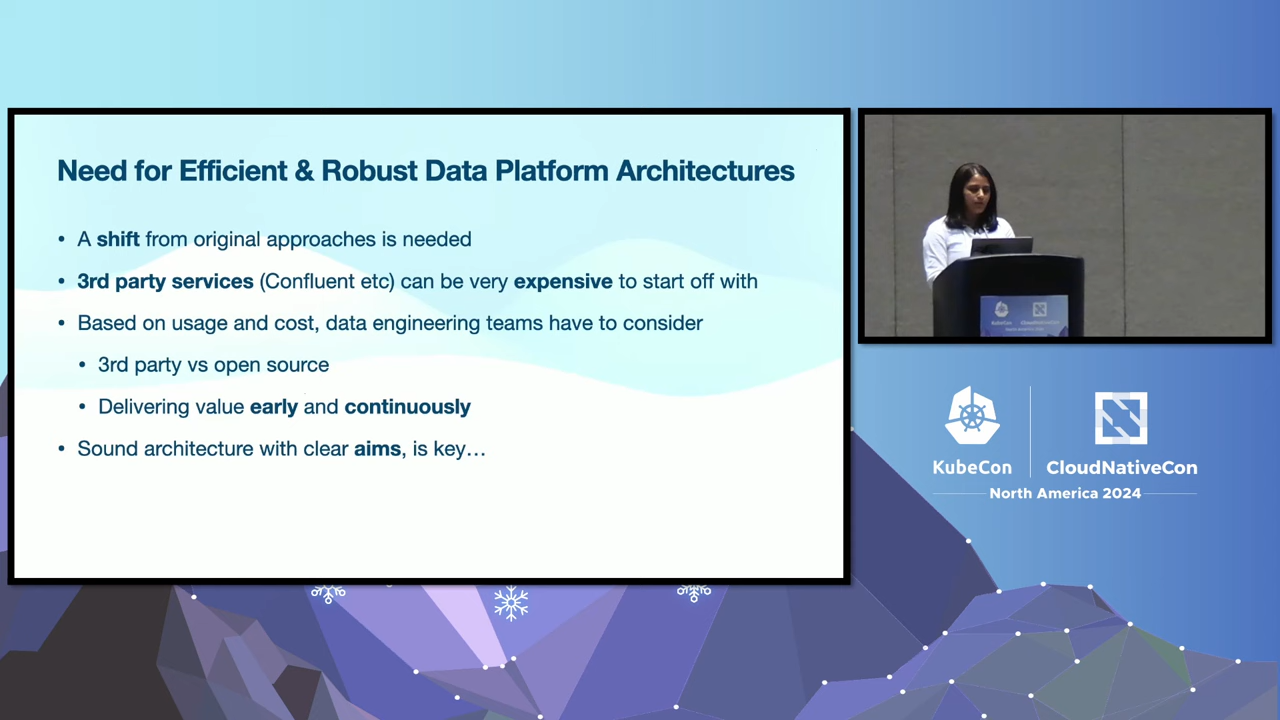 Need for Efficient & Robust Data Platform Architectures
• A shift from original approaches is needed
• 3rd party services (Confluent etc) can be very expensive to start off with
• Based on usage and cost, data engineering teams have to consider
• 3rd party vs open source
• Delivering value early and continuously
• Sound architecture with clear aims, is key…
KubeCon
CloudNativeCon
North America 2024